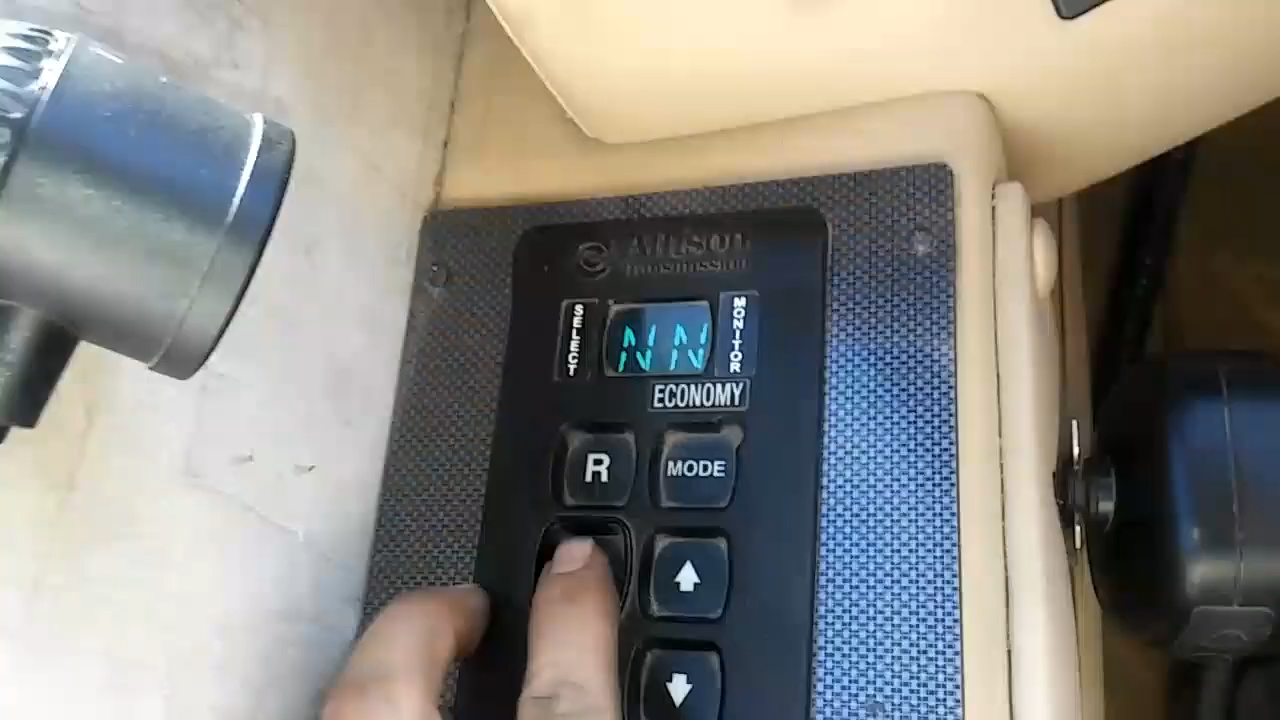 Allison
Transmission
SELECT
NN
MONITOR
ECONOMY
R
MODE